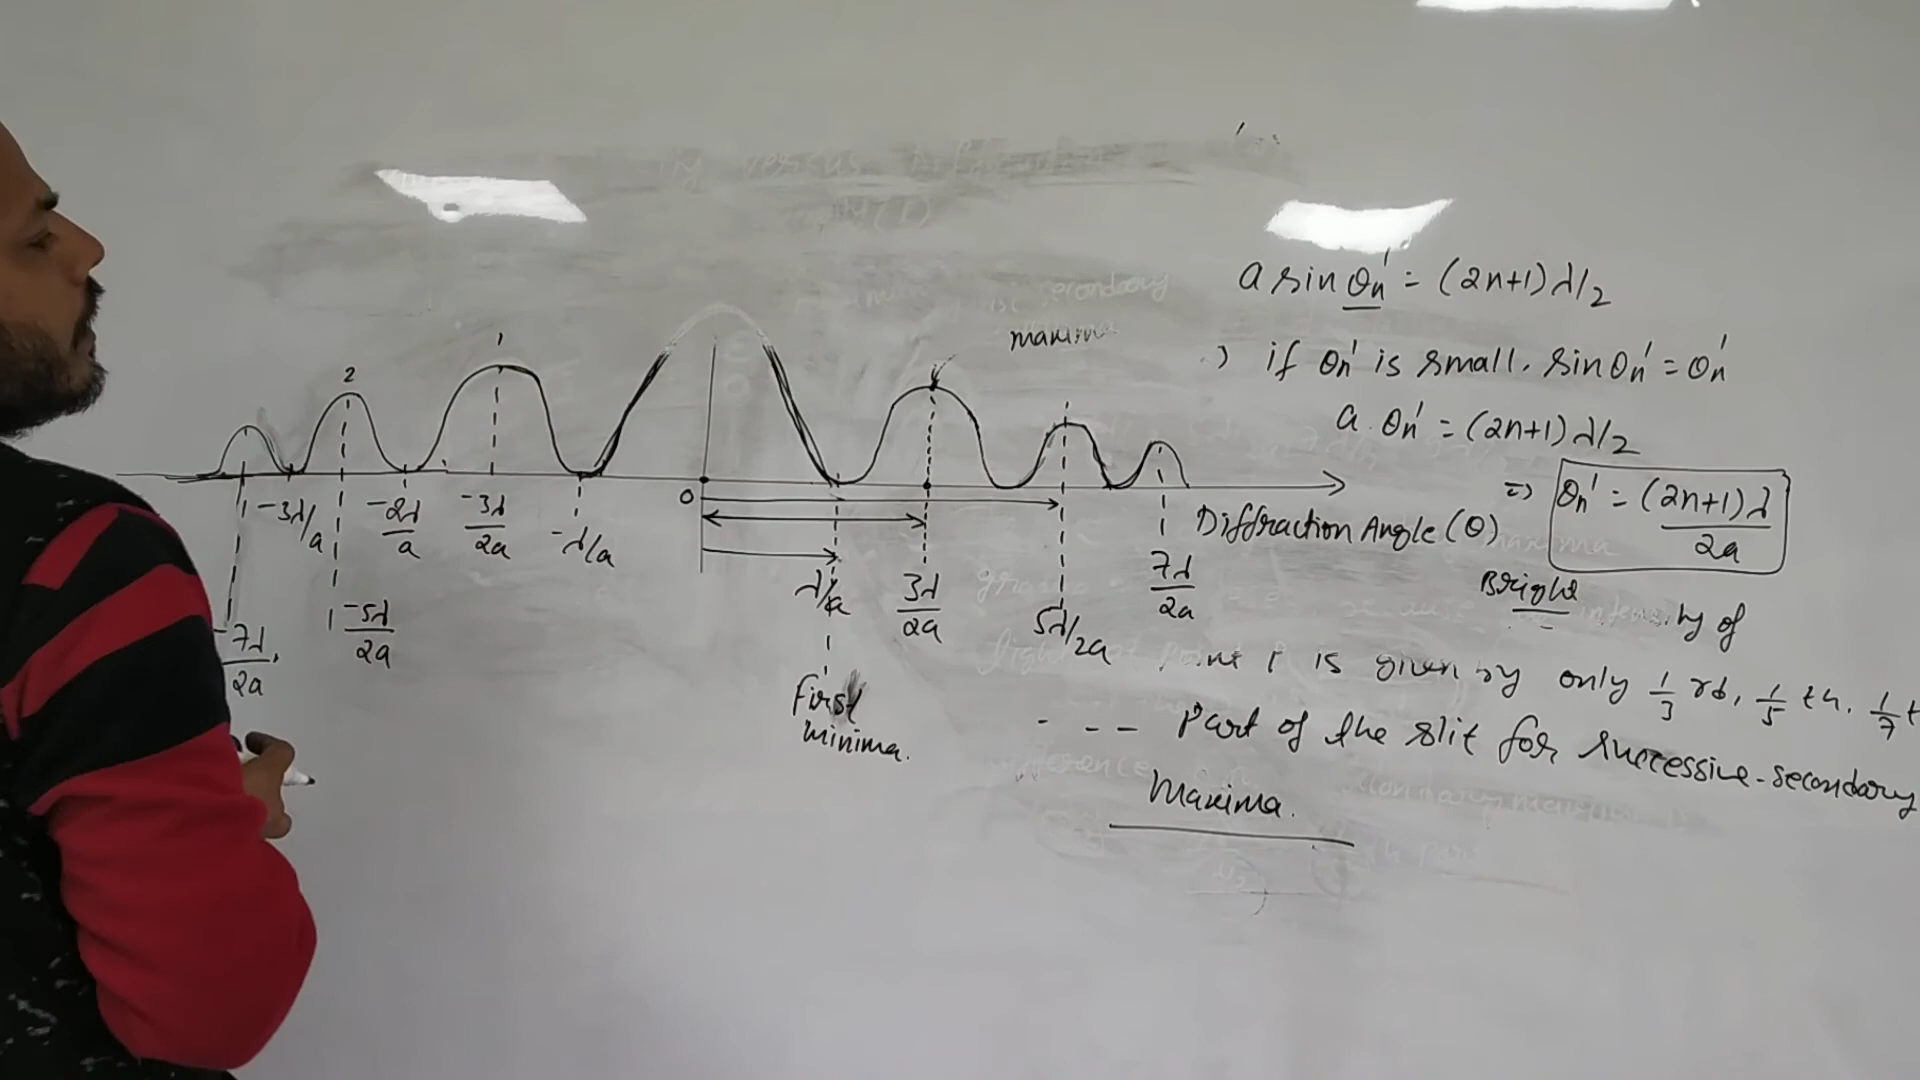 maxima
a sin θn' = (2n+1) λ/2
if θn' is small. sin θn' = θn'
a. θn' = (2n+1) λ/2
=) θn' = (2n+1) λ / 2a
Bright
1
2
0
-7λ/2a
-3λ/a
-5λ/2a
-2λ/a
-3λ/2a
-λ/a
λ/a
3λ/2a
5λ/2a
7λ/2a
Diffraction Angle (θ)
First
minima.
of
is given by only 1/3 rd, 1/5 th, 1/7 t
- - - Part of the slit for successive-secondary
Maxima.